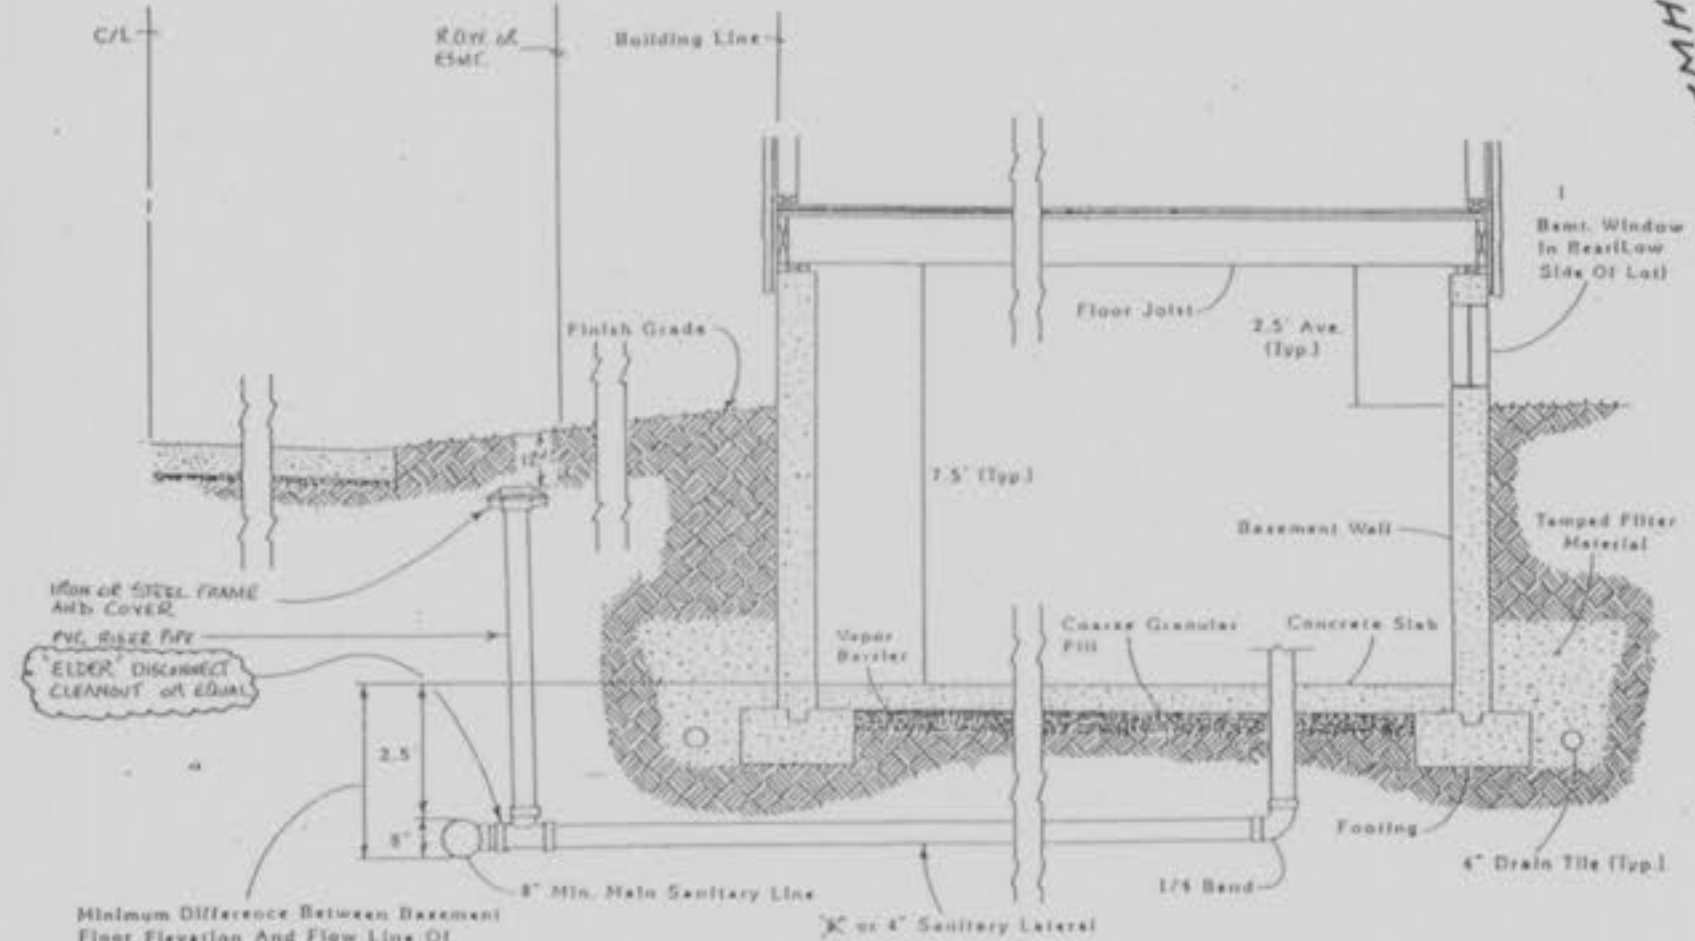 C/L
R.O.W. or
ESMT.
Building Line
Bsmt. Window
In Rear(Low
Side Of Lot)
Floor Joist
2.5' Ave.
(Typ.)
Finish Grade
12"
7.5' (Typ.)
Basement Wall
Tamped Filter
Material
IRON OR STEEL FRAME
AND COVER
PVC RISER PIPE
"ELDER" DISCONNECT
CLEANOUT OR EQUAL
Vapor
Barrier
Coarse Granular
Fill
Concrete Slab
2.5
8"
Footing
4" Drain Tile (Typ.)
8" Min. Main Sanitary Line
1/4 Bend
or 4" Sanitary Lateral
Minimum Difference Between Basement
Floor Elevation And Flow Line Of